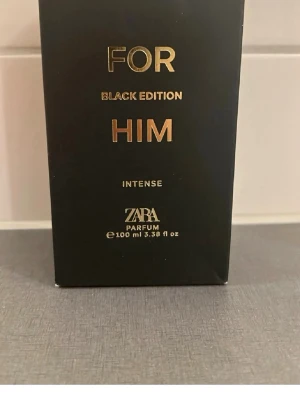 FOR
BLACK EDITION
HIM
INTENSE
ZARA
PARFUM
℮ 100 ml 3.38 fl oz